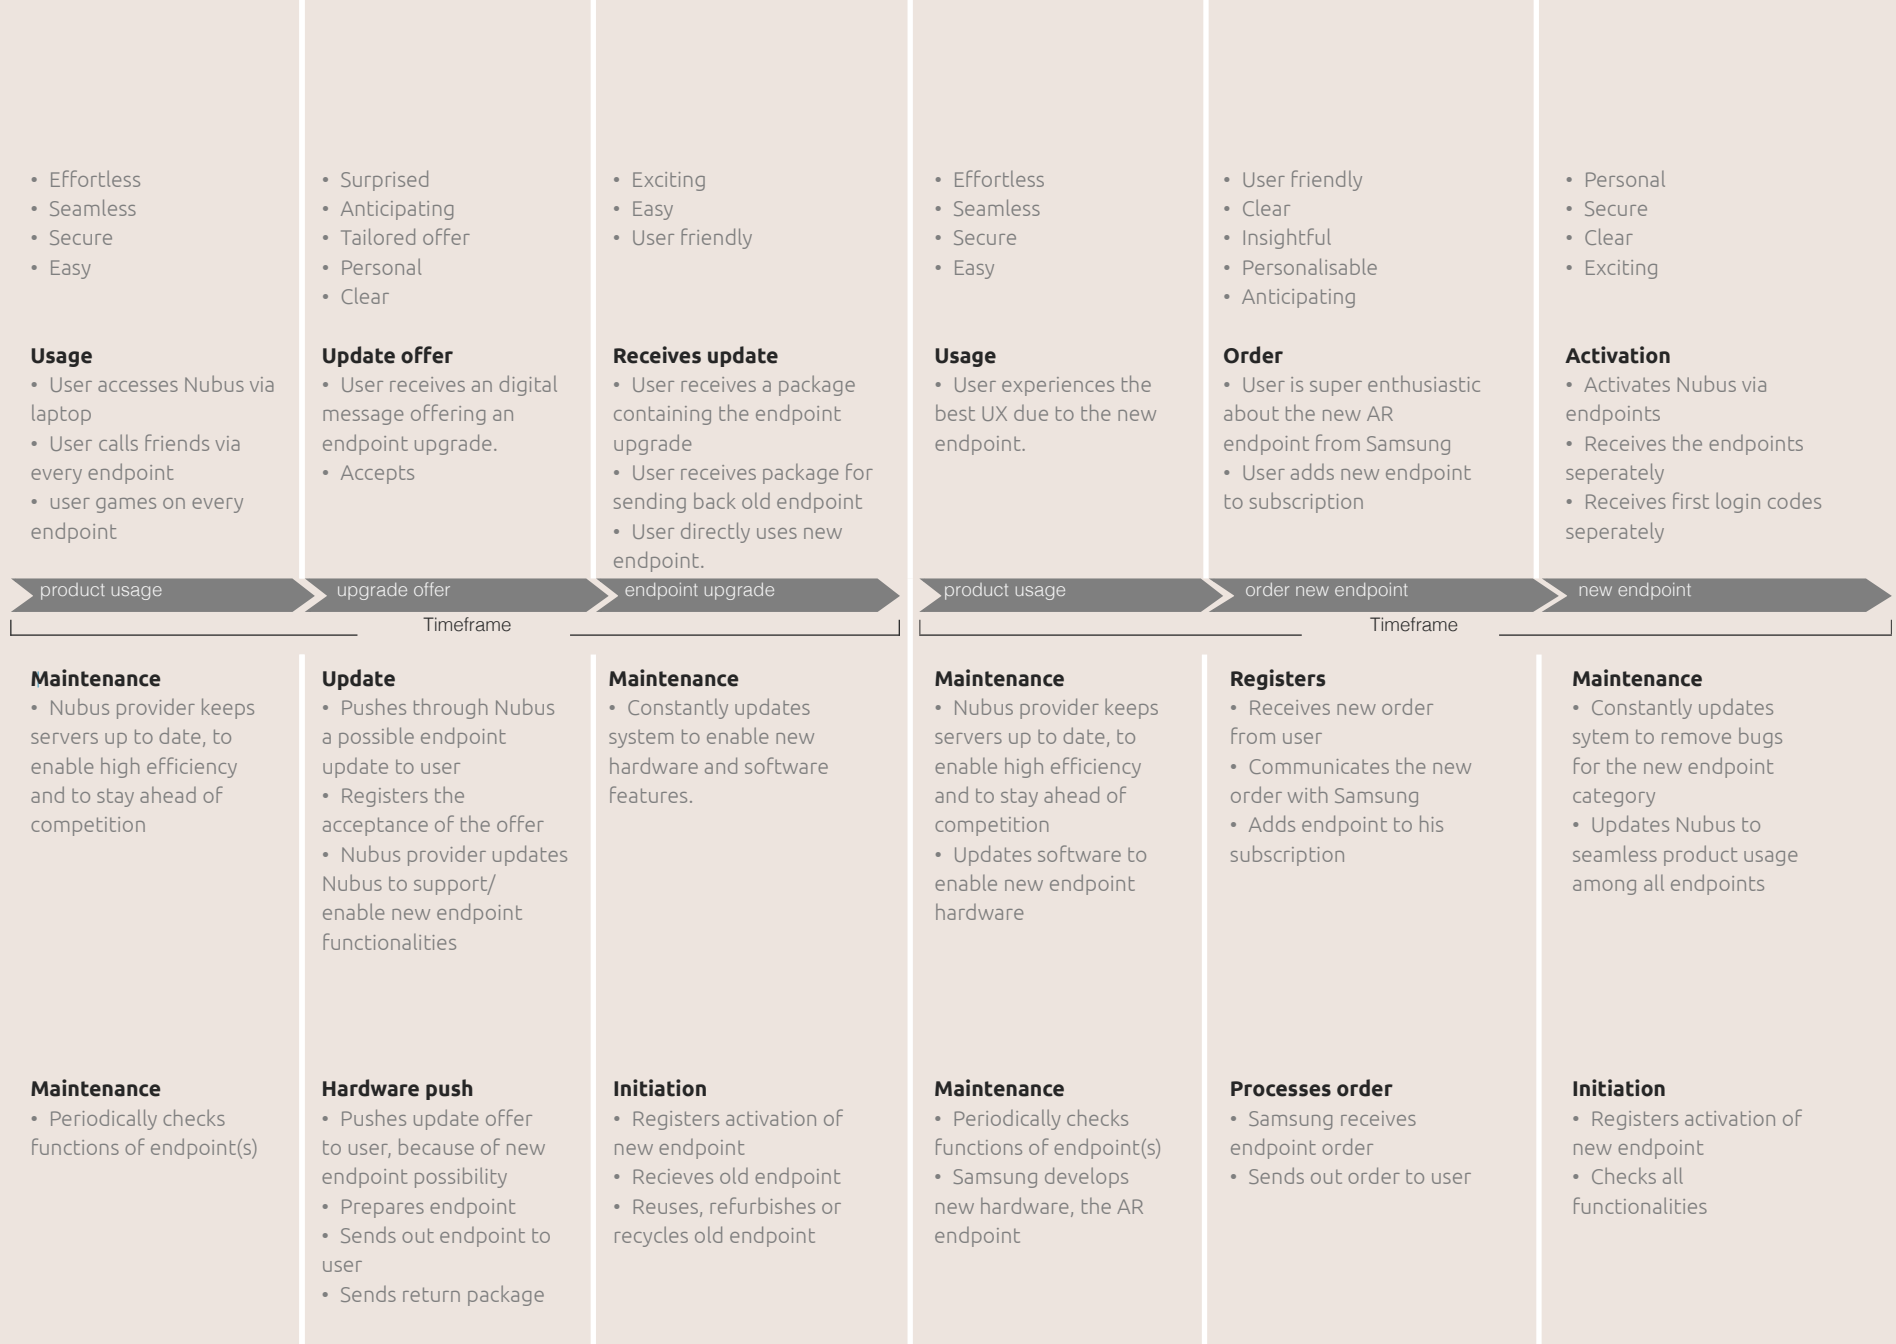 • Effortless
• Seamless
• Secure
• Easy
Usage
• User accesses Nubus via
laptop
• User calls friends via
every endpoint
• user games on every
endpoint
• Surprised
• Anticipating
• Tailored offer
• Personal
• Clear
Update offer
• User receives an digital
message offering an
endpoint upgrade.
• Accepts
• Exciting
• Easy
• User friendly
Receives update
• User receives a package
containing the endpoint
upgrade
• User receives package for
sending back old endpoint
• User directly uses new
endpoint.
• Effortless
• Seamless
• Secure
• Easy
Usage
• User experiences the
best UX due to the new
endpoint.
• User friendly
• Clear
• Insightful
• Personalisable
• Anticipating
Order
• User is super enthusiastic
about the new AR
endpoint from Samsung
• User adds new endpoint
to subscription
• Personal
• Secure
• Clear
• Exciting
Activation
• Activates Nubus via
endpoints
• Receives the endpoints
seperately
• Receives first login codes
seperately
product usage
upgrade offer
endpoint upgrade
product usage
order new endpoint
new endpoint
Timeframe
Timeframe
Maintenance
• Nubus provider keeps
servers up to date, to
enable high efficiency
and to stay ahead of
competition
Update
• Pushes through Nubus
a possible endpoint
update to user
• Registers the
acceptance of the offer
• Nubus provider updates
Nubus to support/
enable new endpoint
functionalities
Maintenance
• Constantly updates
system to enable new
hardware and software
features.
Maintenance
• Nubus provider keeps
servers up to date, to
enable high efficiency
and to stay ahead of
competition
• Updates software to
enable new endpoint
hardware
Registers
• Receives new order
from user
• Communicates the new
order with Samsung
• Adds endpoint to his
subscription
Maintenance
• Constantly updates
sytem to remove bugs
for the new endpoint
category
• Updates Nubus to
seamless product usage
among all endpoints
Maintenance
• Periodically checks
functions of endpoint(s)
Hardware push
• Pushes update offer
to user, because of new
endpoint possibility
• Prepares endpoint
• Sends out endpoint to
user
• Sends return package
Initiation
• Registers activation of
new endpoint
• Recieves old endpoint
• Reuses, refurbishes or
recycles old endpoint
Maintenance
• Periodically checks
functions of endpoint(s)
• Samsung develops
new hardware, the AR
endpoint
Processes order
• Samsung receives
endpoint order
• Sends out order to user
Initiation
• Registers activation of
new endpoint
• Checks all
functionalities